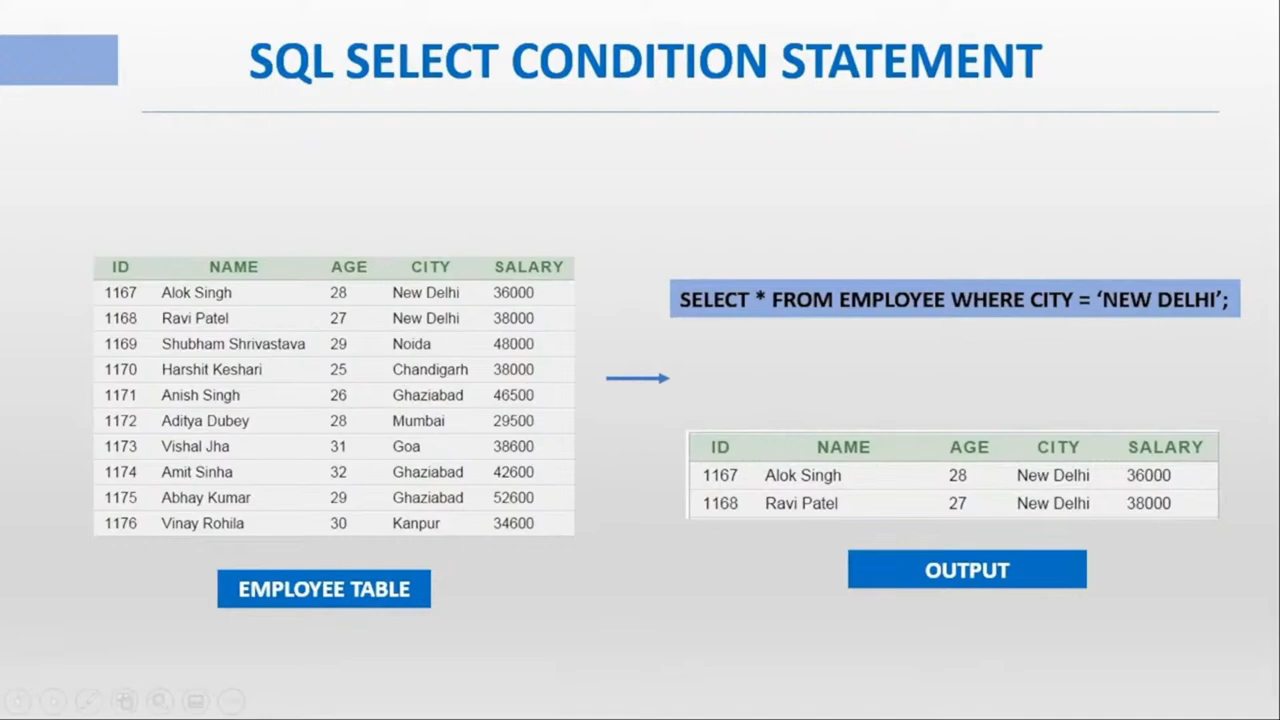 SQL SELECT CONDITION STATEMENT
ID NAME AGE CITY SALARY
1167 Alok Singh 28 New Delhi 36000
1168 Ravi Patel 27 New Delhi 38000
1169 Shubham Shrivastava 29 Noida 48000
1170 Harshit Keshari 25 Chandigarh 38000
1171 Anish Singh 26 Ghaziabad 46500
1172 Aditya Dubey 28 Mumbai 29500
1173 Vishal Jha 31 Goa 38600
1174 Amit Sinha 32 Ghaziabad 42600
1175 Abhay Kumar 29 Ghaziabad 52600
1176 Vinay Rohila 30 Kanpur 34600
EMPLOYEE TABLE
SELECT * FROM EMPLOYEE WHERE CITY = ‘NEW DELHI’;
ID NAME AGE CITY SALARY
1167 Alok Singh 28 New Delhi 36000
1168 Ravi Patel 27 New Delhi 38000
OUTPUT